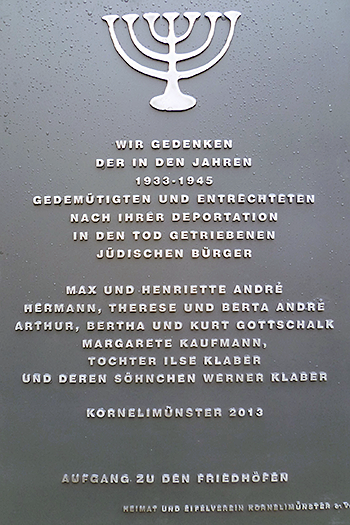 WIR GEDENKEN
DER IN DEN JAHREN
1933-1945
GEDEMÜTIGTEN UND ENTRECHTETEN
NACH IHRER DEPORTATION
IN DEN TOD GETRIEBENEN
JÜDISCHEN BÜRGER
MAX UND HENRIETTE ANDRÈ
HERMANN, THERESE UND BERTA ANDRÈ
ARTHUR, BERTHA UND KURT GOTTSCHALK
MARGARETE KAUFMANN,
TOCHTER ILSE KLABER
UND DEREN SÖHNCHEN WERNER KLABER
KORNELIMÜNSTER 2013
AUFGANG ZU DEN FRIEDHÖFEN
HEIMAT UND EIFELVEREIN KORNELIMÜNSTER e.V.